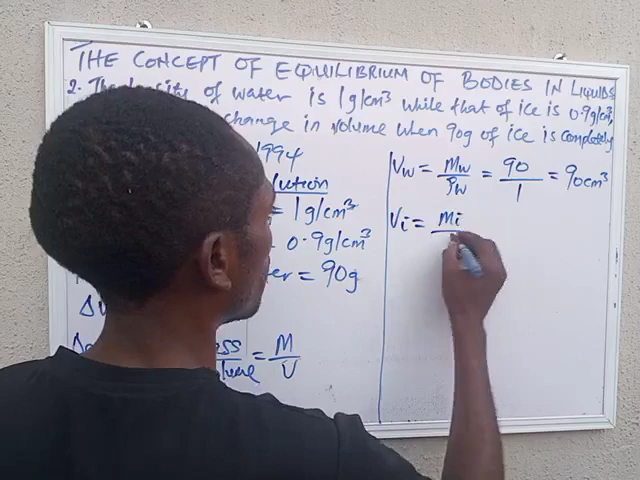 THE CONCEPT OF EQUILIBRIUM OF BODIES IN LIQUIDS
2. The density of water is 1g/cm³ while that of ice is 0.9g/cm³,
change in volume when 90g of ice is completely
1994
lution
= 1g/cm³
= 0.9g/cm³
ter = 90g
ss = M
lume V
Vw = Mw = 90 = 90cm³
ρw 1
Vi = Mi